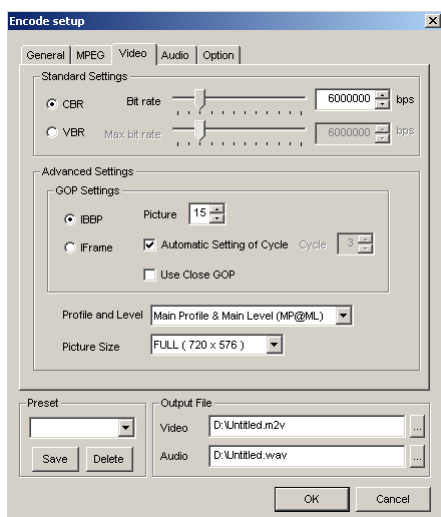 Encode setup
General MPEG Video Audio Option
Standard Settings
CBR Bit rate 6000000 bps
VBR Max bit rate 6000000 bps
Advanced Settings
GOP Settings
IBBP Picture 15
IFrame Automatic Setting of Cycle Cycle 3
Use Close GOP
Profile and Level Main Profile & Main Level (MP@ML)
Picture Size FULL ( 720 x 576 )
Preset
Save Delete
Output File
Video D:\Untitled.m2v ...
Audio D:\Untitled.wav ...
OK Cancel